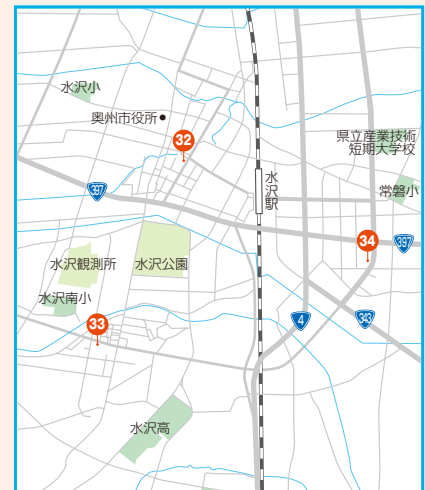 水沢小
奥州市役所
32
県立産業技術
短期大学校
397
水沢駅
常磐小
34
397
水沢観測所
水沢公園
水沢南小
33
4
343
水沢高